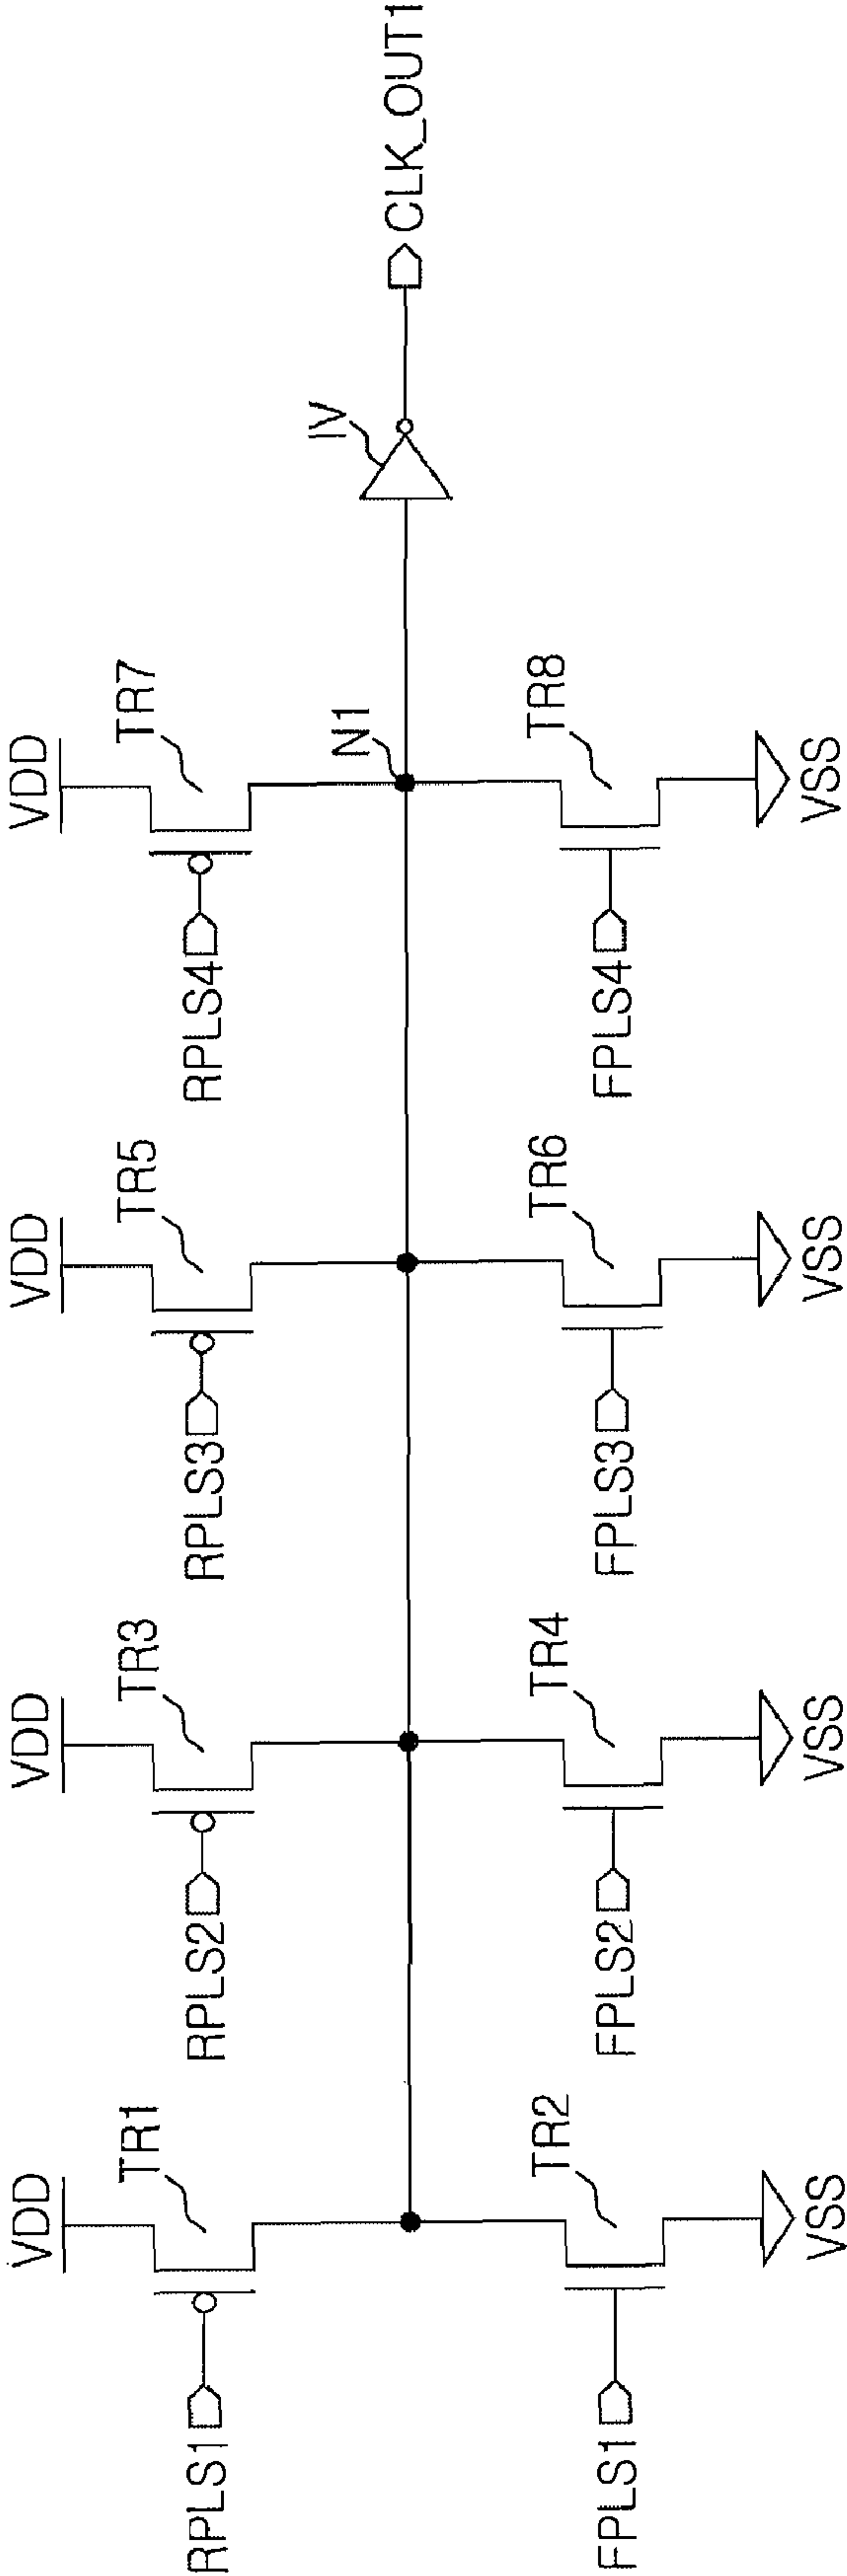 VDD VDD VDD VDD
TR1 TR3 TR5 TR7
RPLS1 RPLS2 RPLS3 RPLS4
N1 IV CLK_OUT1
TR2 TR4 TR6 TR8
FPLS1 FPLS2 FPLS3 FPLS4
VSS VSS VSS VSS